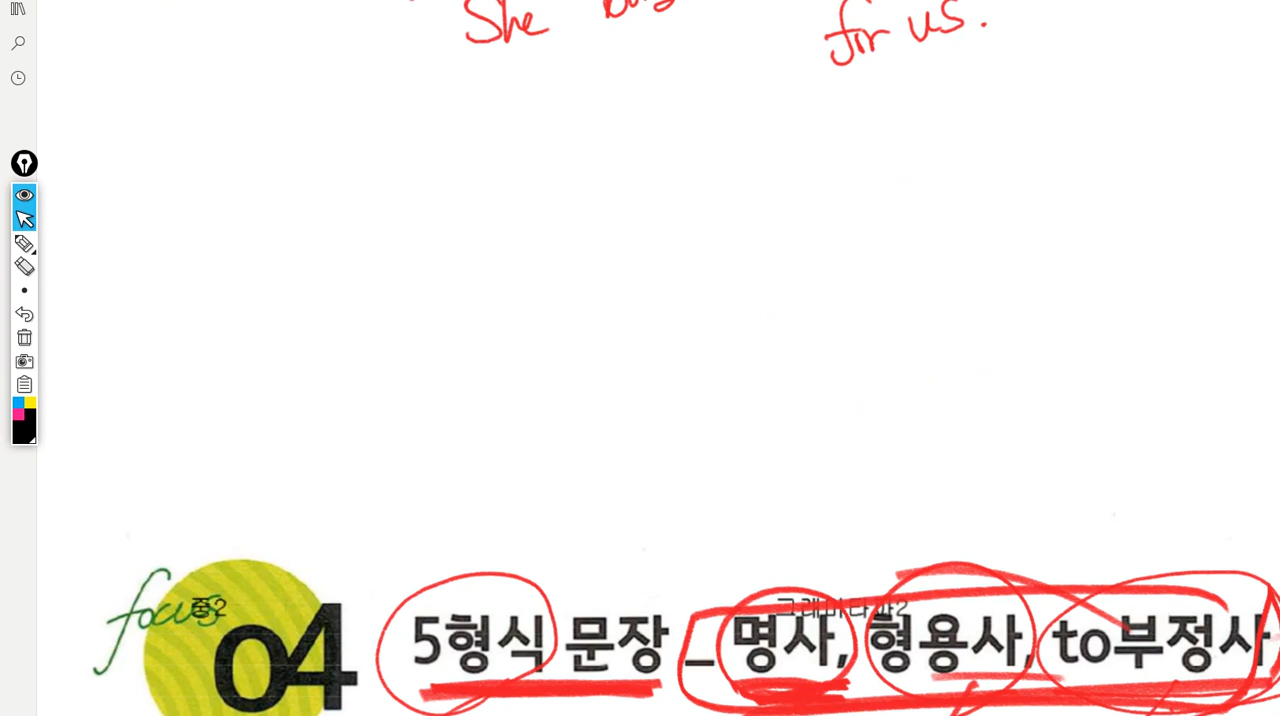 She
for us.
focus 중2 그래머타파2
04 5형식 문장 _ 명사, 형용사, to부정사